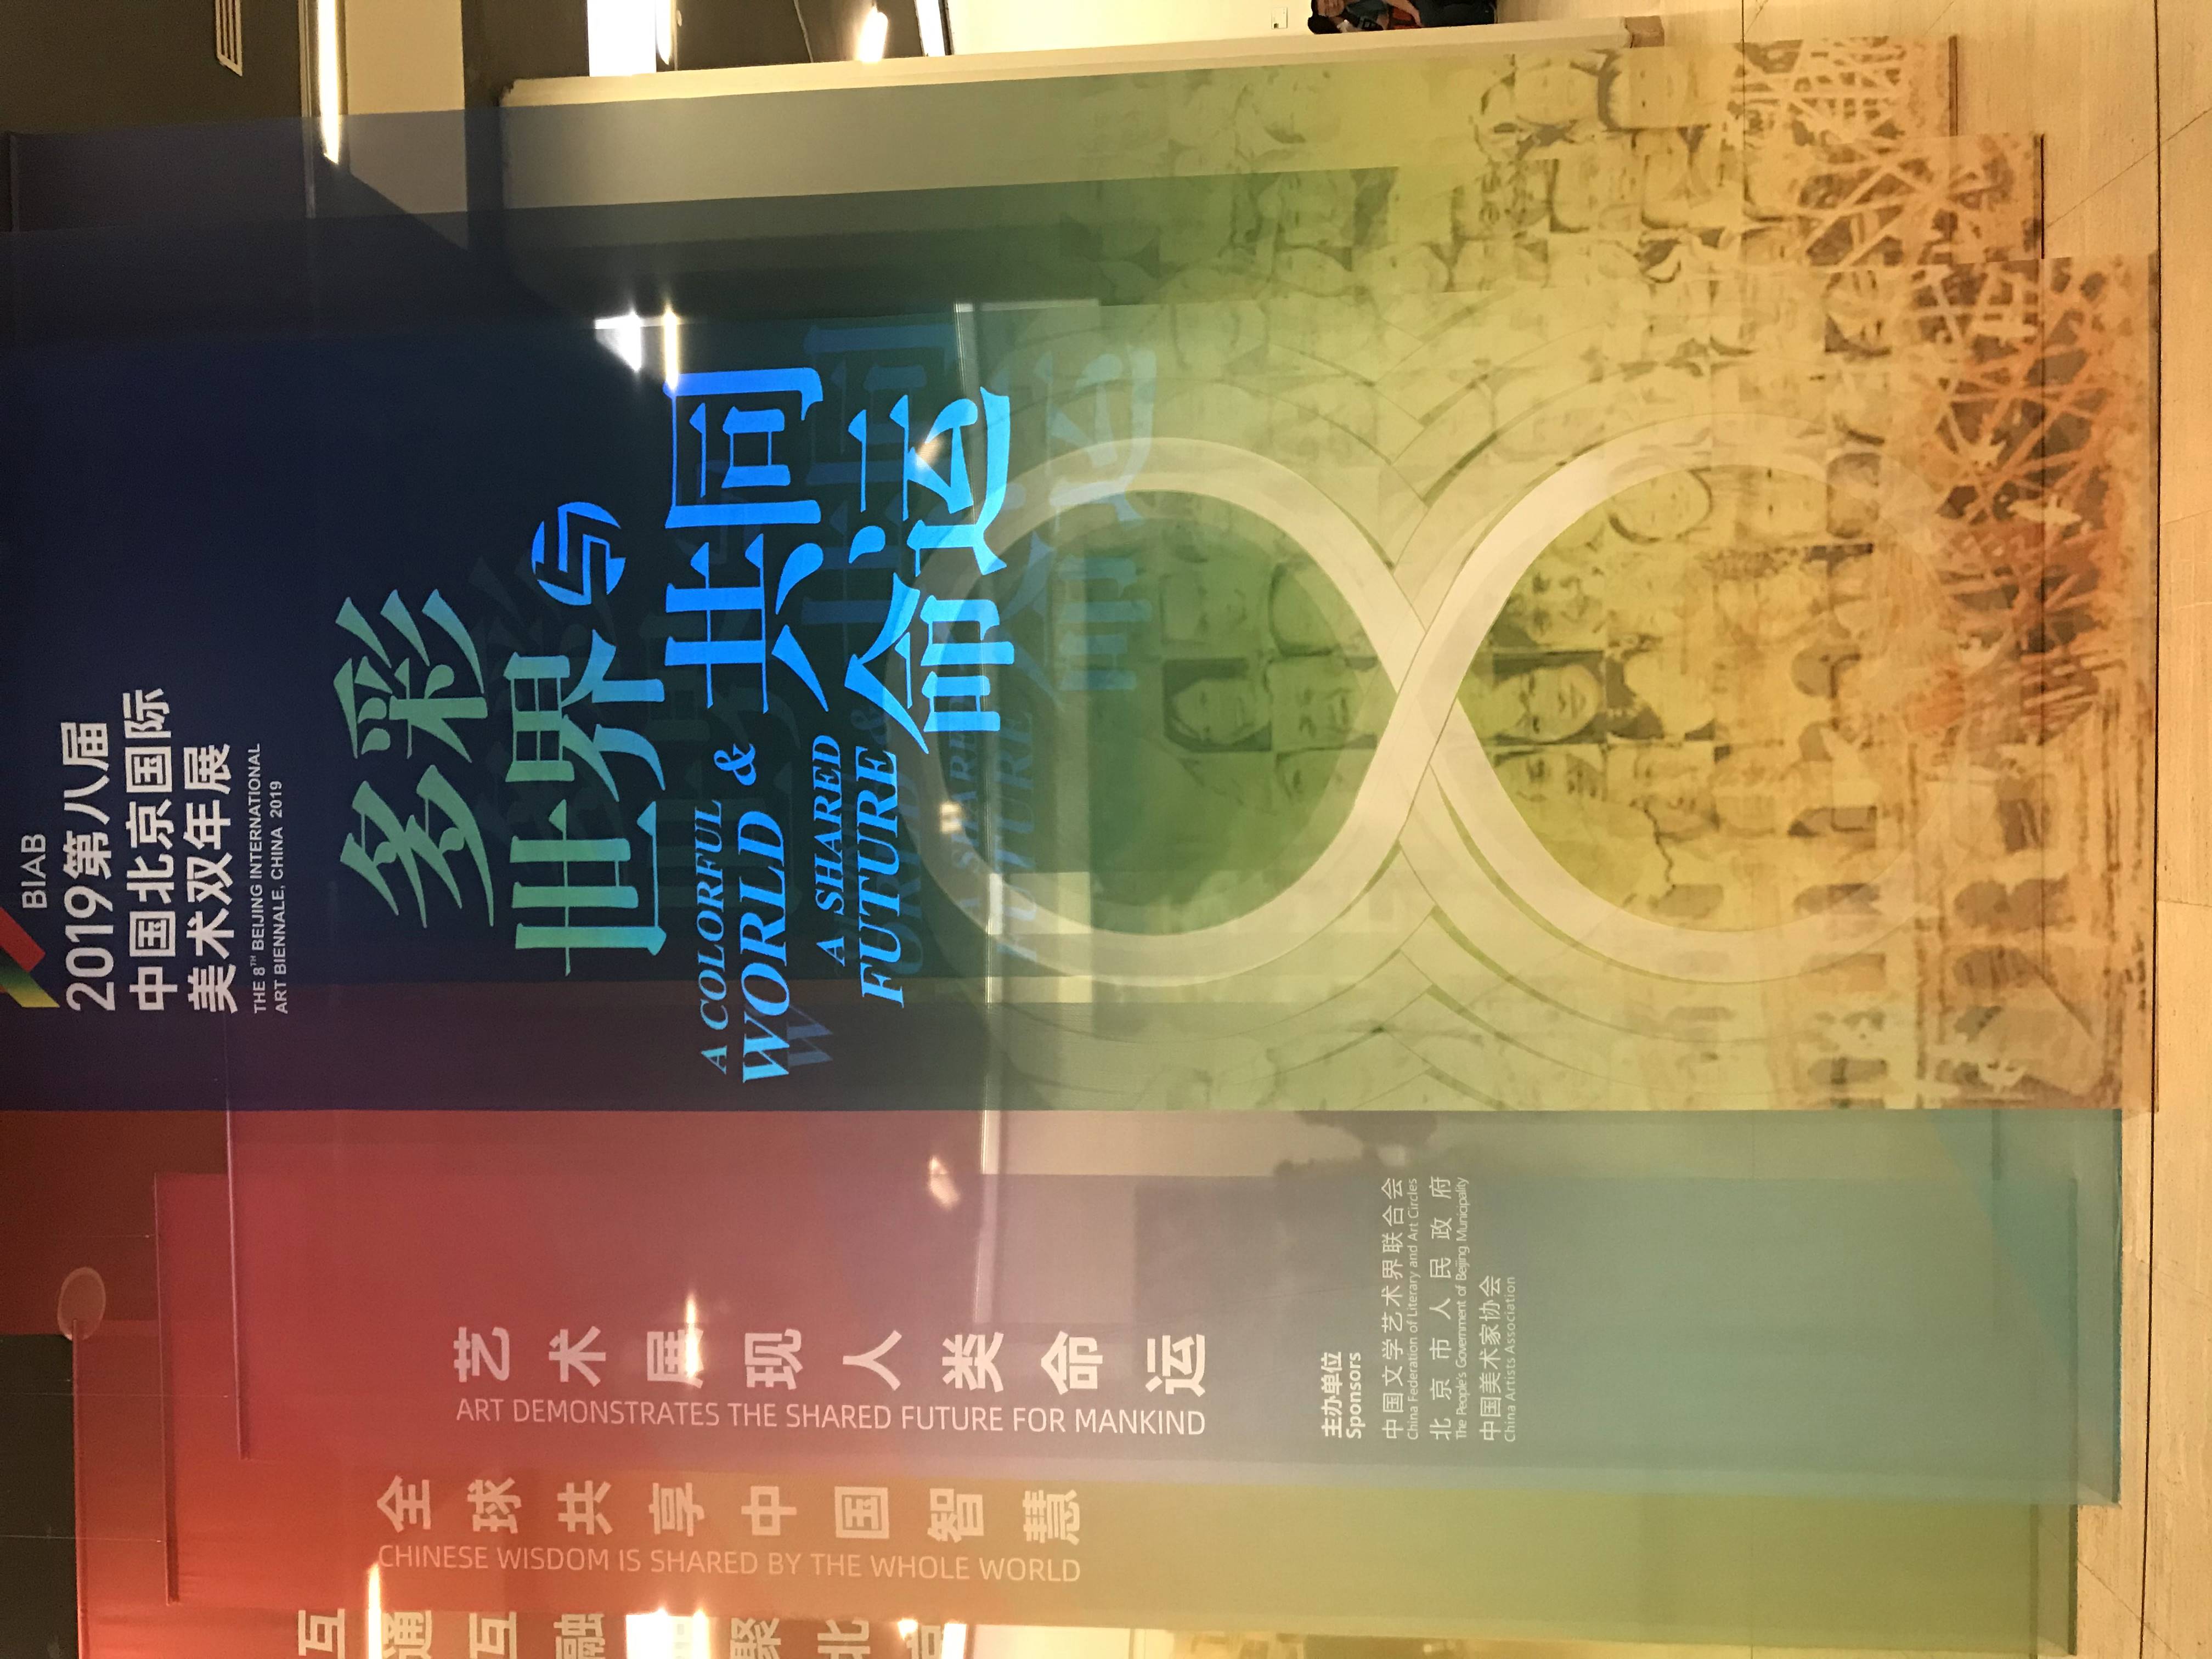 BIAB
2019第八届
中国北京国际
美术双年展
THE 8TH BEIJING INTERNATIONAL
ART BIENNALE, CHINA 2019
多彩
世界与
共同
命运
A COLORFUL
WORLD &
A SHARED
FUTURE
互通互融
聚北
全球共享中国智慧
CHINESE WISDOM IS SHARED BY THE WHOLE WORLD
艺术展现人类命运
ART DEMONSTRATES THE SHARED FUTURE FOR MANKIND
主办单位
Sponsors
中国文学艺术界联合会
China Federation of Literary and Art Circles
北京市人民政府
The People's Government of Beijing Municipality
中国美术家协会
China Artists Association